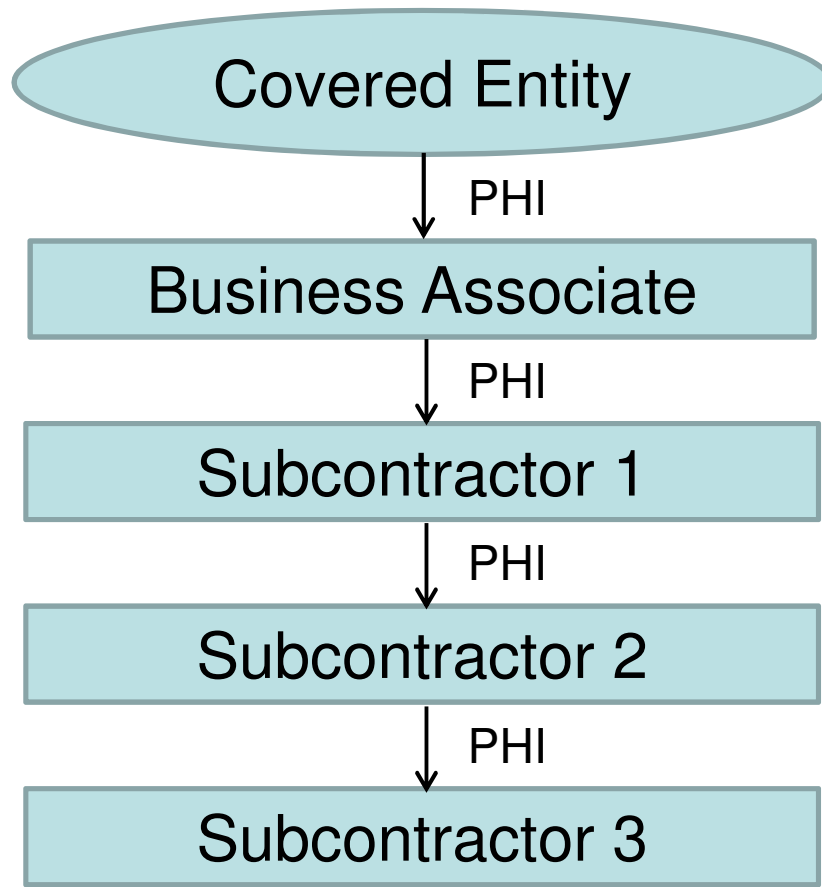 Covered Entity
PHI
Business Associate
PHI
Subcontractor 1
PHI
Subcontractor 2
PHI
Subcontractor 3